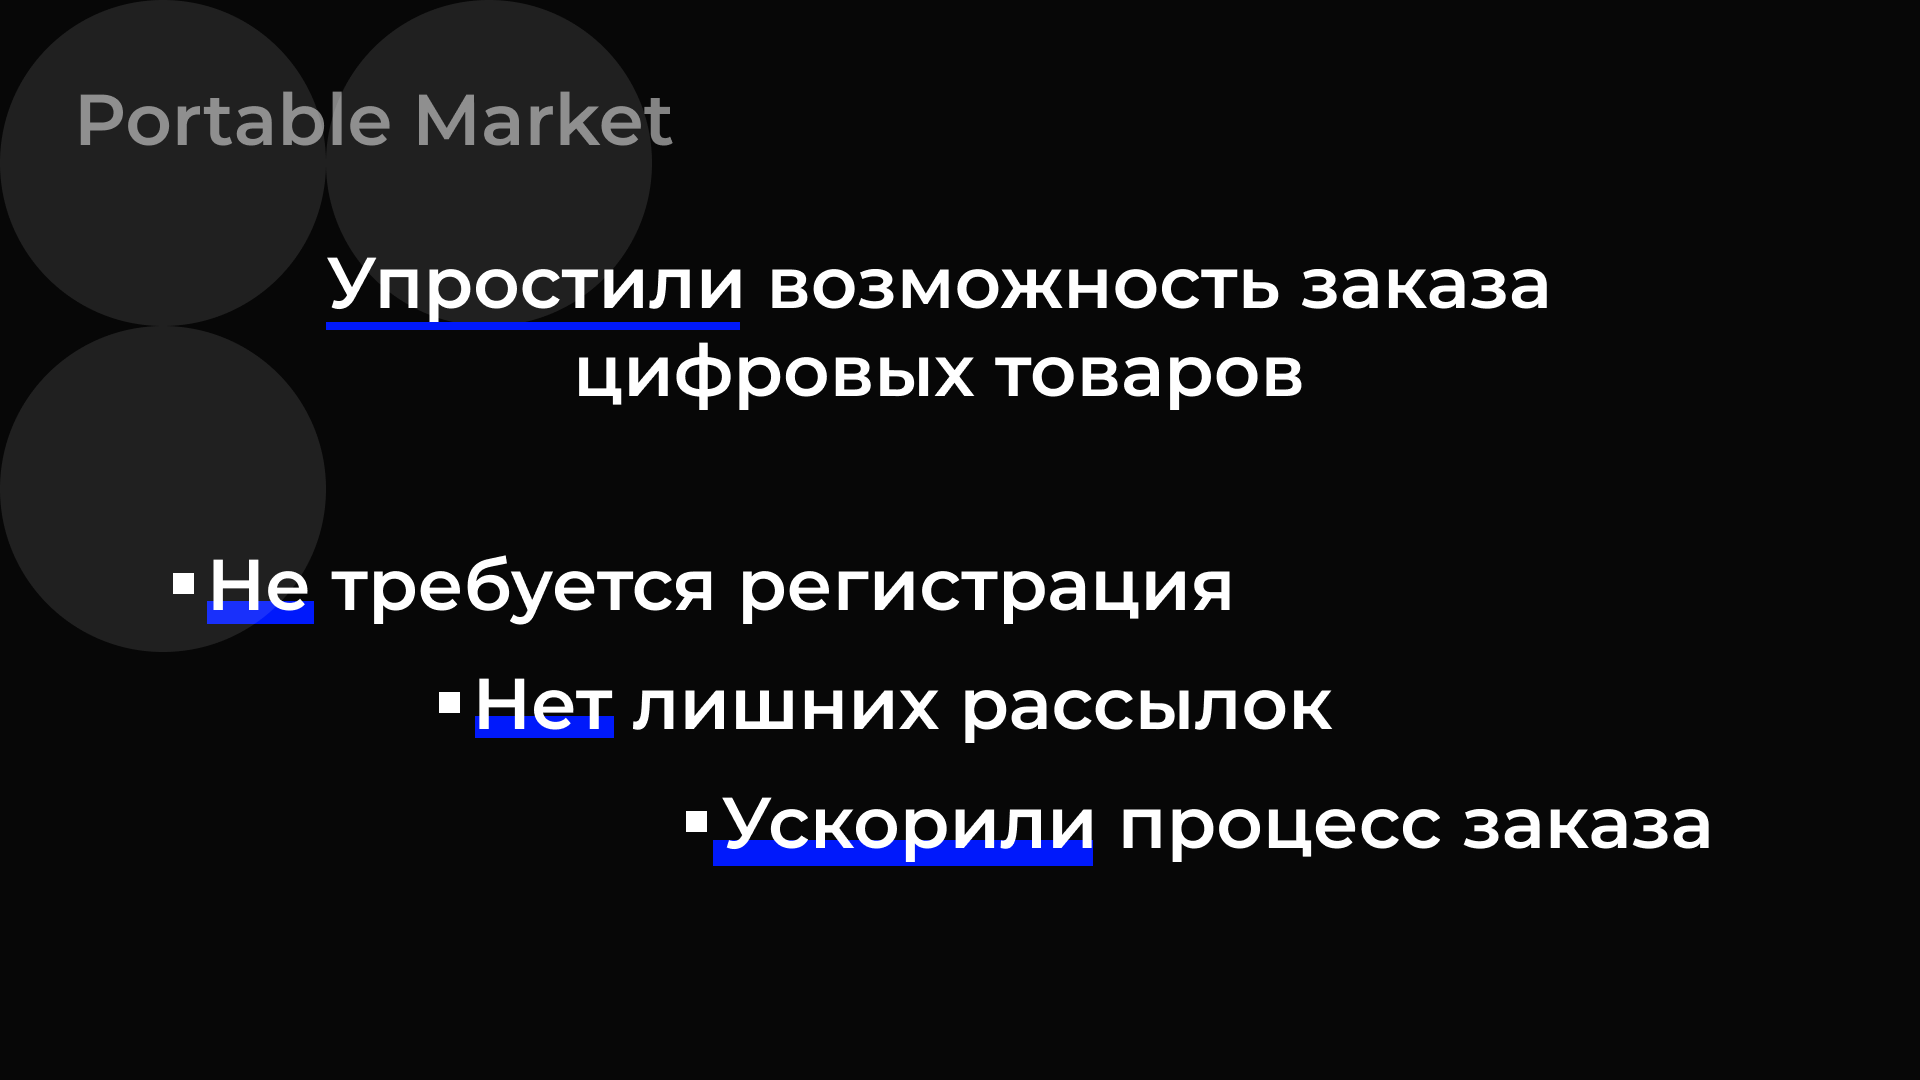 Portable Market
Упростили возможность заказа
цифровых товаров
Не требуется регистрация
Нет лишних рассылок
Ускорили процесс заказа